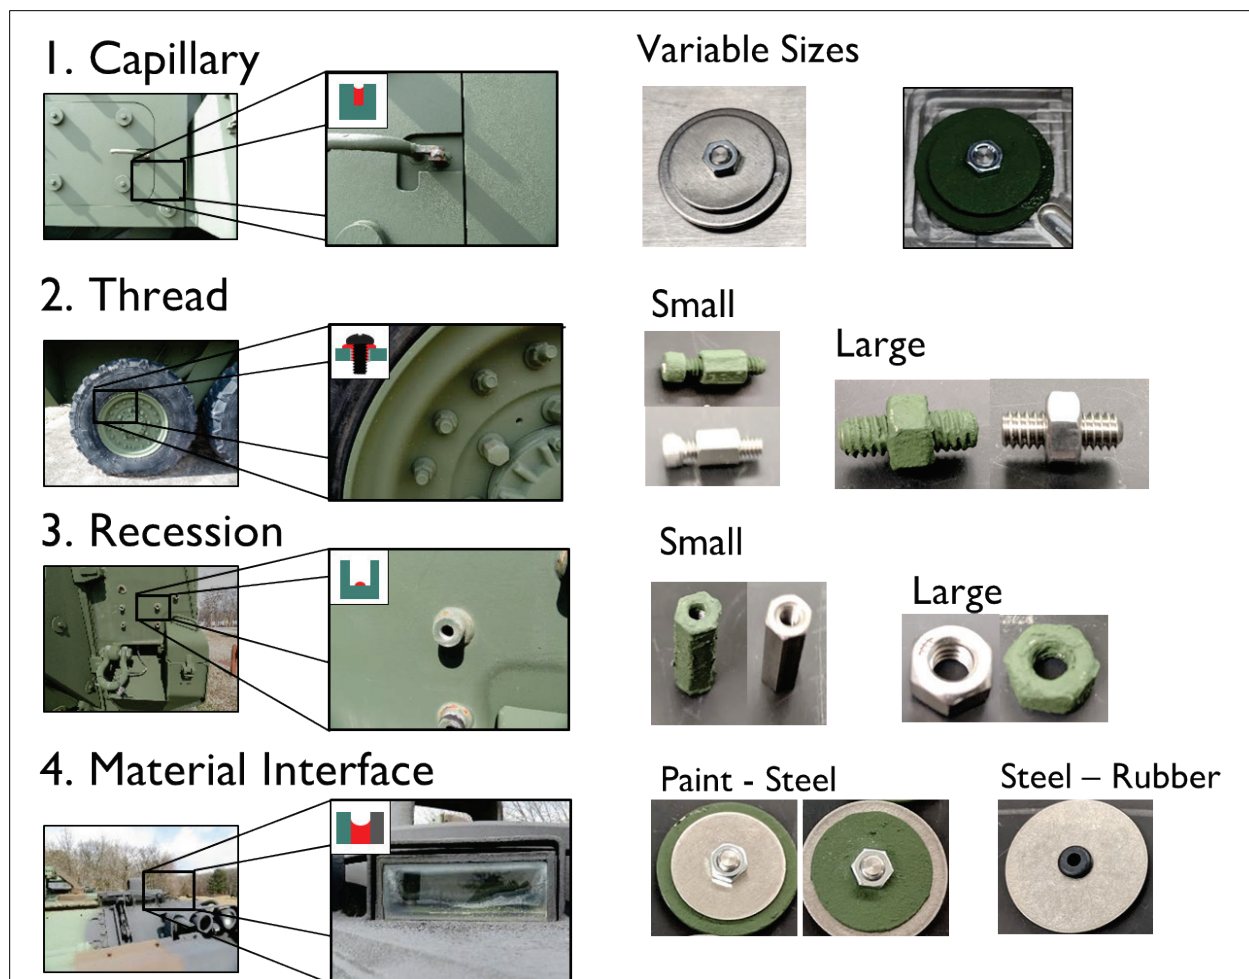 1. Capillary
Variable Sizes
2. Thread
Small
Large
3. Recession
Small
Large
4. Material Interface
Paint - Steel
Steel – Rubber